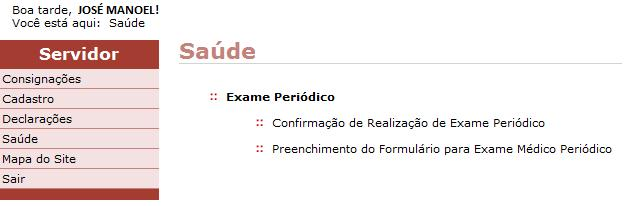 Boa tarde, JOSÉ MANOEL!
Você está aqui: Saúde
Servidor
Consignações
Cadastro
Declarações
Saúde
Mapa do Site
Sair
Saúde
:: Exame Periódico
:: Confirmação de Realização de Exame Periódico
:: Preenchimento do Formulário para Exame Médico Periódico